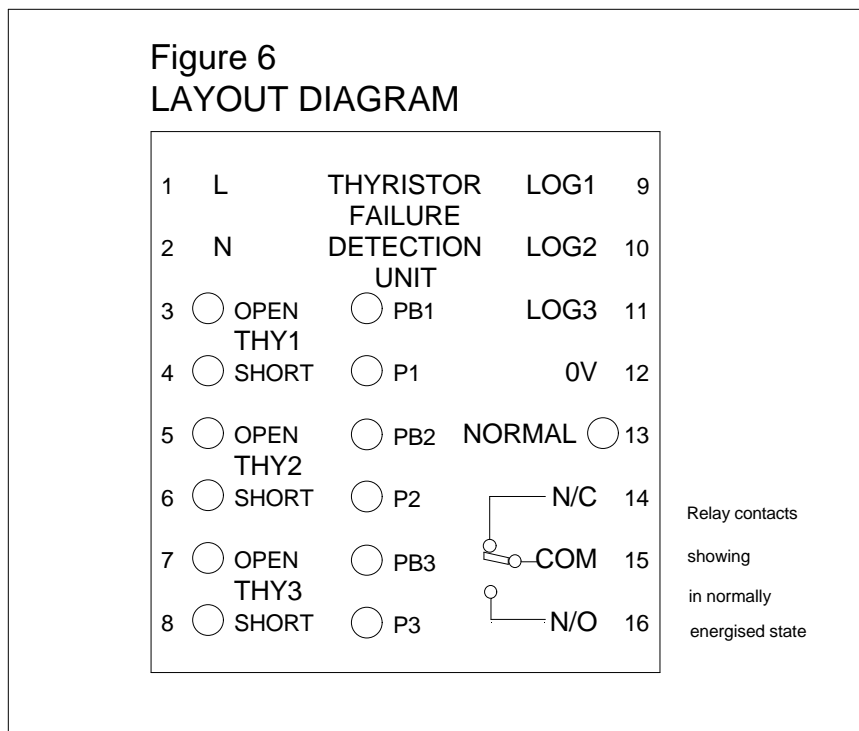 Figure 6
LAYOUT DIAGRAM
1 L THYRISTOR LOG1 9
FAILURE
2 N DETECTION LOG2 10
UNIT
3 OPEN PB1 LOG3 11
THY1
4 SHORT P1 0V 12
5 OPEN PB2 NORMAL 13
THY2
6 SHORT P2 N/C 14
Relay contacts
7 OPEN PB3 COM 15
showing
THY3
in normally
8 SHORT P3 N/O 16
energised state